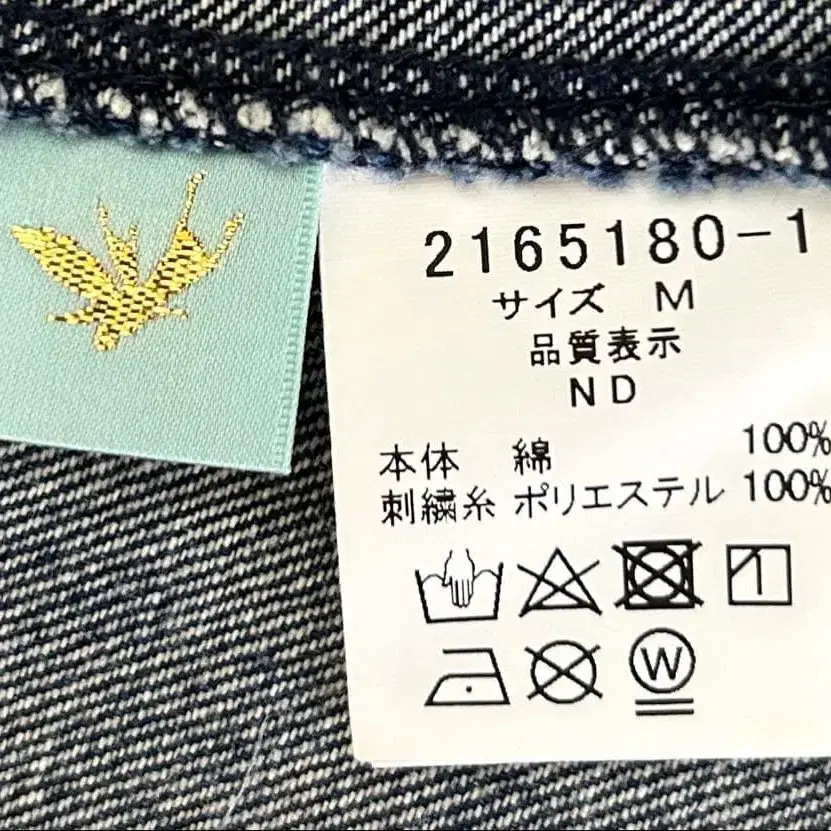 2165180-1
サイズ M
品質表示
ND
本体 綿 100%
刺繍糸 ポリエステル 100%
W